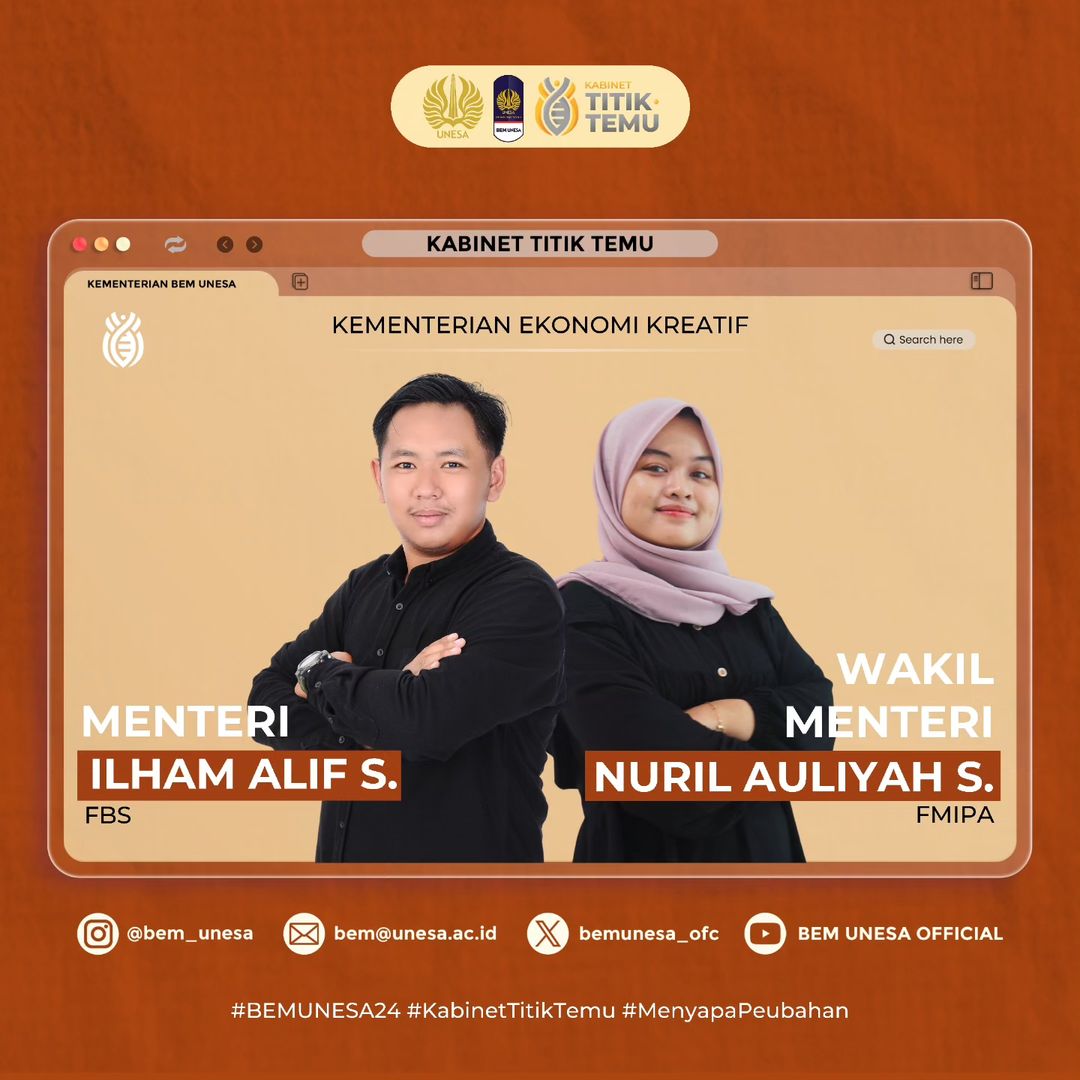 UNESA
UNESA
BEM UNESA
KABINET
TITIK
TEMU
KABINET TITIK TEMU
KEMENTERIAN BEM UNESA
KEMENTERIAN EKONOMI KREATIF
Search here
MENTERI
ILHAM ALIF S.
FBS
WAKIL
MENTERI
NURIL AULIYAH S.
FMIPA
@bem_unesa
bem@unesa.ac.id
bemunesa_ofc
BEM UNESA OFFICIAL
#BEMUNESA24 #KabinetTitikTemu #MenyapaPeubahan